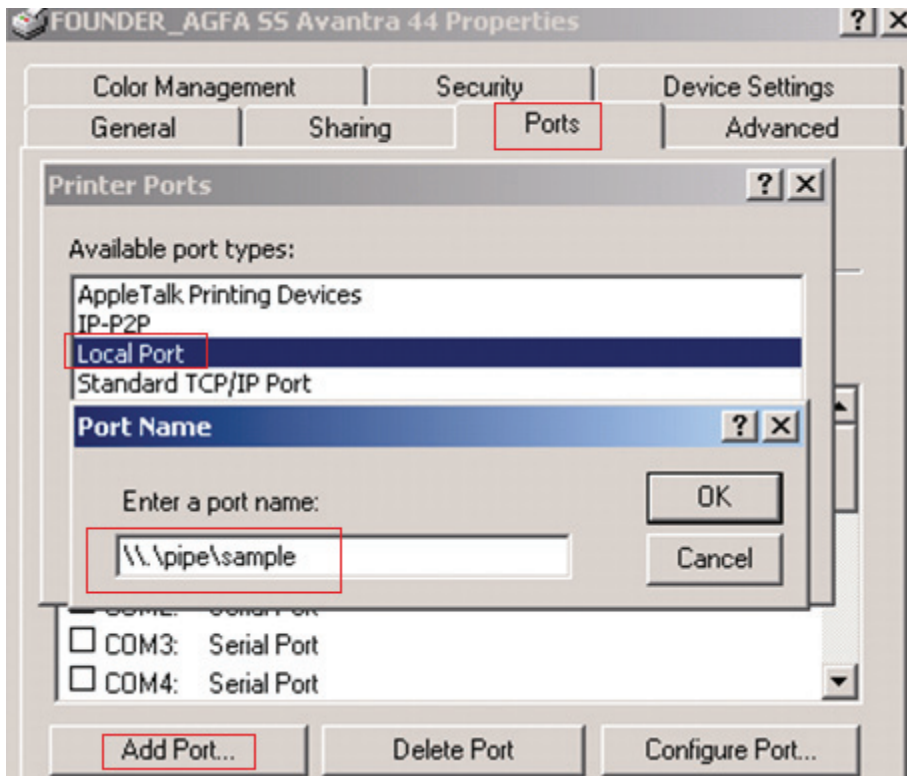 FOUNDER_AGFA SS Avantra 44 Properties
Color Management Security Device Settings
General Sharing Ports Advanced
Printer Ports
Available port types:
AppleTalk Printing Devices
IP-P2P
Local Port
Standard TCP/IP Port
Port Name
Enter a port name:
OK
\\.\pipe\sample
Cancel
COM3: Serial Port
COM4: Serial Port
Add Port... Delete Port Configure Port...